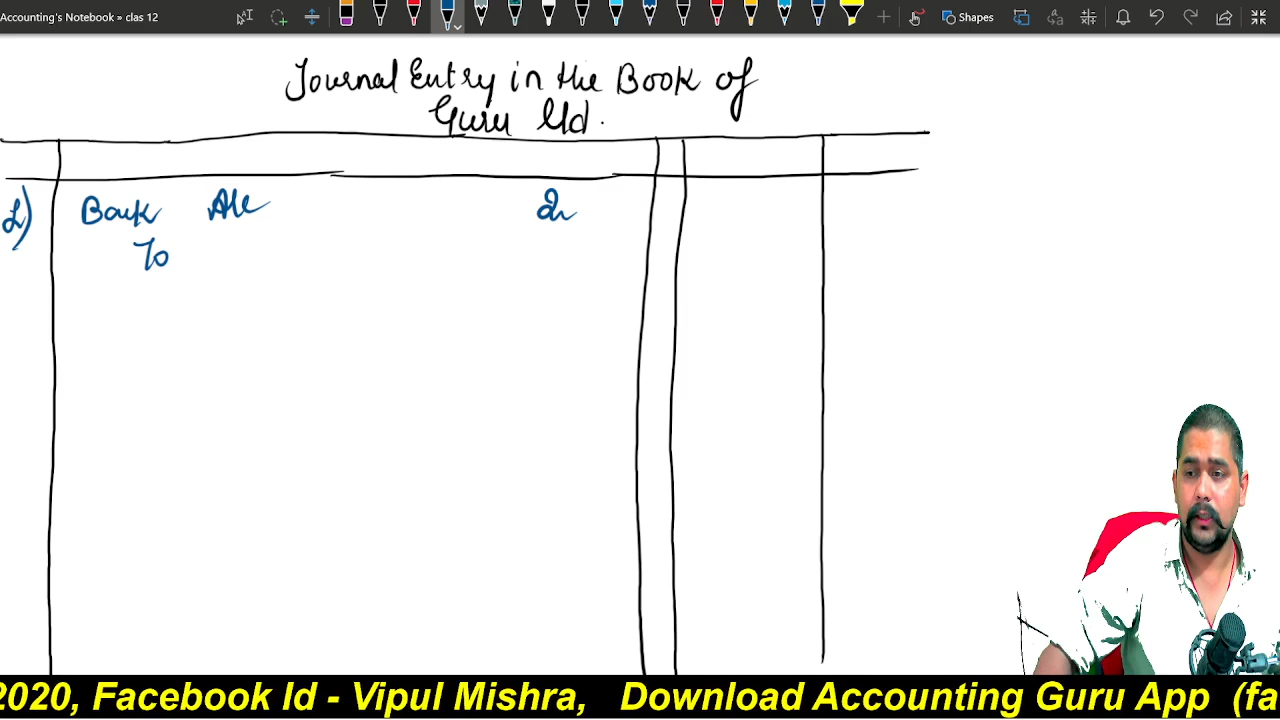 Accounting's Notebook » clas 12
Shapes
Journal Entry in the Book of
Guru Ltd.
1) Bank A/c Dr
To
2020, Facebook Id - Vipul Mishra, Download Accounting Guru App (fa